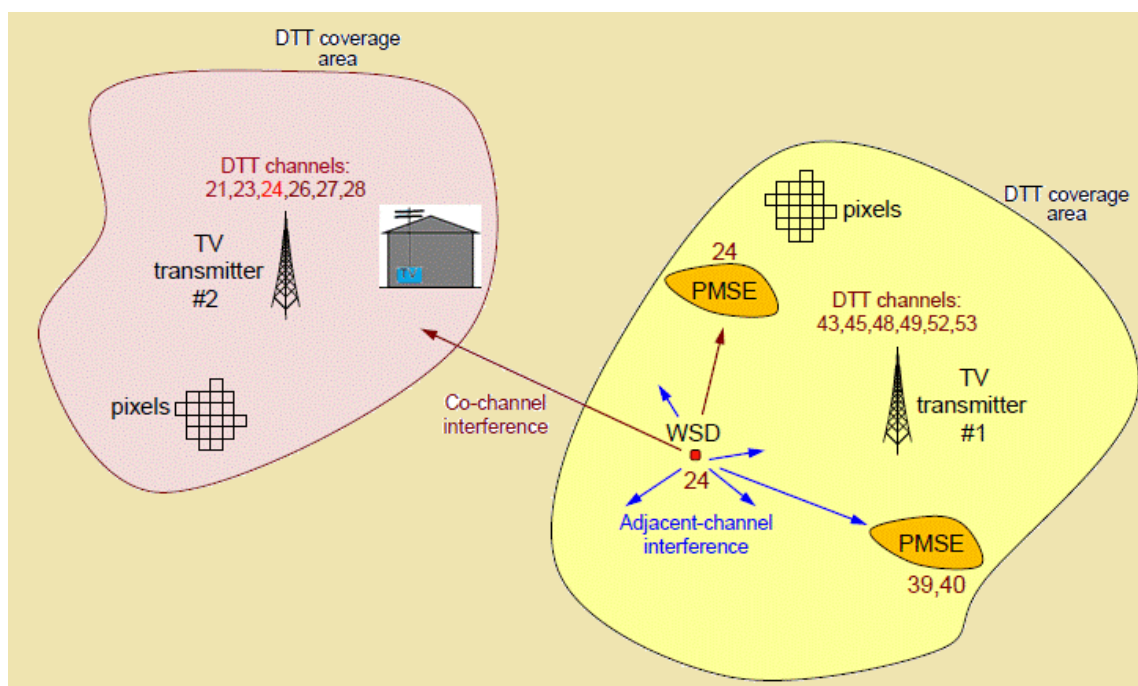 DTT coverage
area
DTT channels:
21,23,24,26,27,28
TV
transmitter
#2
pixels
Co-channel
interference
DTT coverage
area
pixels
24
PMSE
DTT channels:
43,45,48,49,52,53
TV
transmitter
#1
WSD
24
Adjacent-channel
interference
PMSE
39,40